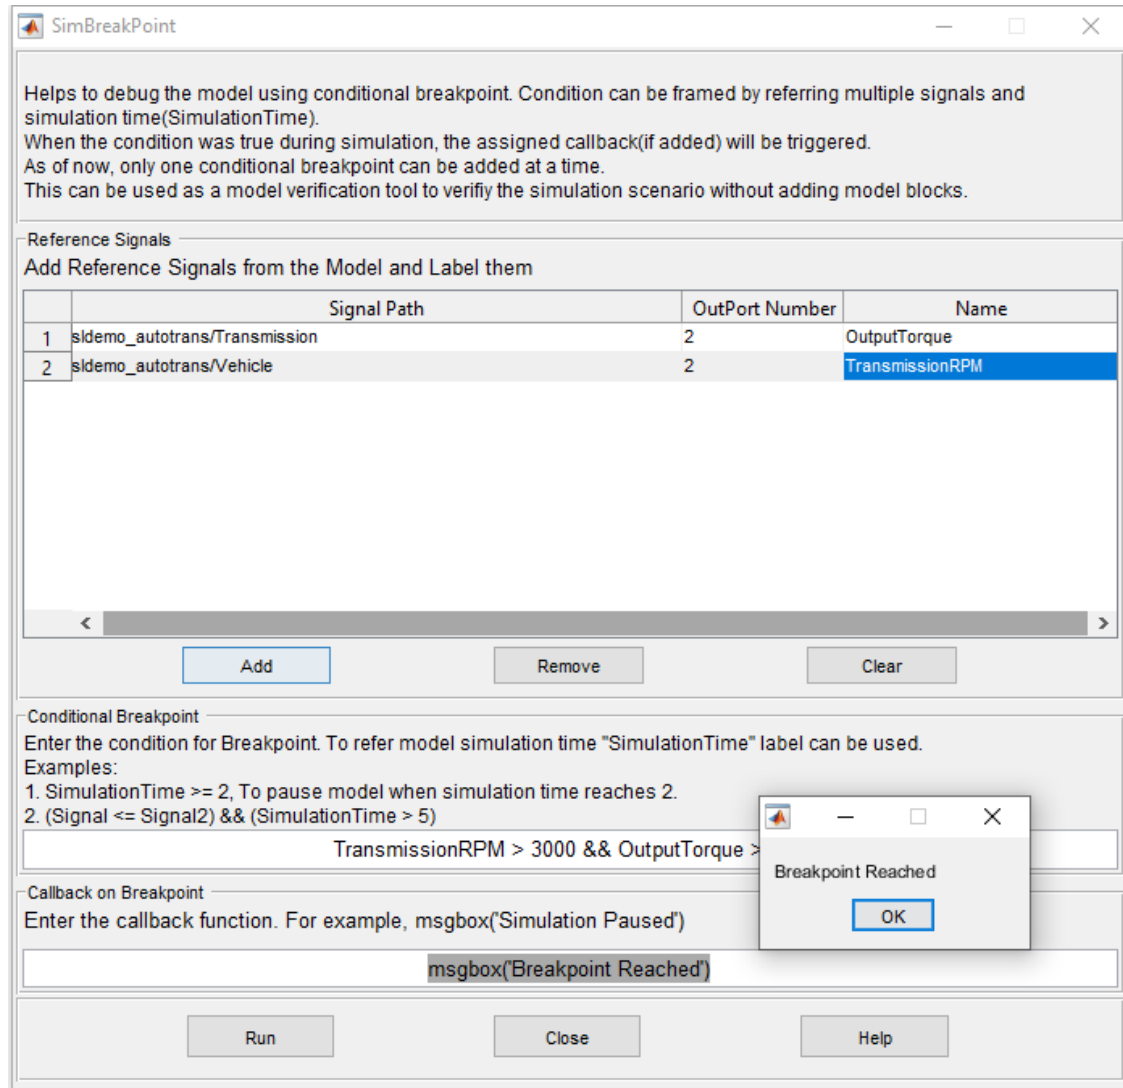 SimBreakPoint
Helps to debug the model using conditional breakpoint. Condition can be framed by referring multiple signals and
simulation time(SimulationTime).
When the condition was true during simulation, the assigned callback(if added) will be triggered.
As of now, only one conditional breakpoint can be added at a time.
This can be used as a model verification tool to verifiy the simulation scenario without adding model blocks.
Reference Signals
Add Reference Signals from the Model and Label them
Signal Path OutPort Number Name
1 sldemo_autotrans/Transmission 2 OutputTorque
2 sldemo_autotrans/Vehicle 2 TransmissionRPM
Add Remove Clear
Conditional Breakpoint
Enter the condition for Breakpoint. To refer model simulation time "SimulationTime" label can be used.
Examples:
1. SimulationTime >= 2, To pause model when simulation time reaches 2.
2. (Signal <= Signal2) && (SimulationTime > 5)
TransmissionRPM > 3000 && OutputTorque >
Breakpoint Reached
OK
Callback on Breakpoint
Enter the callback function. For example, msgbox('Simulation Paused')
msgbox('Breakpoint Reached')
Run Close Help